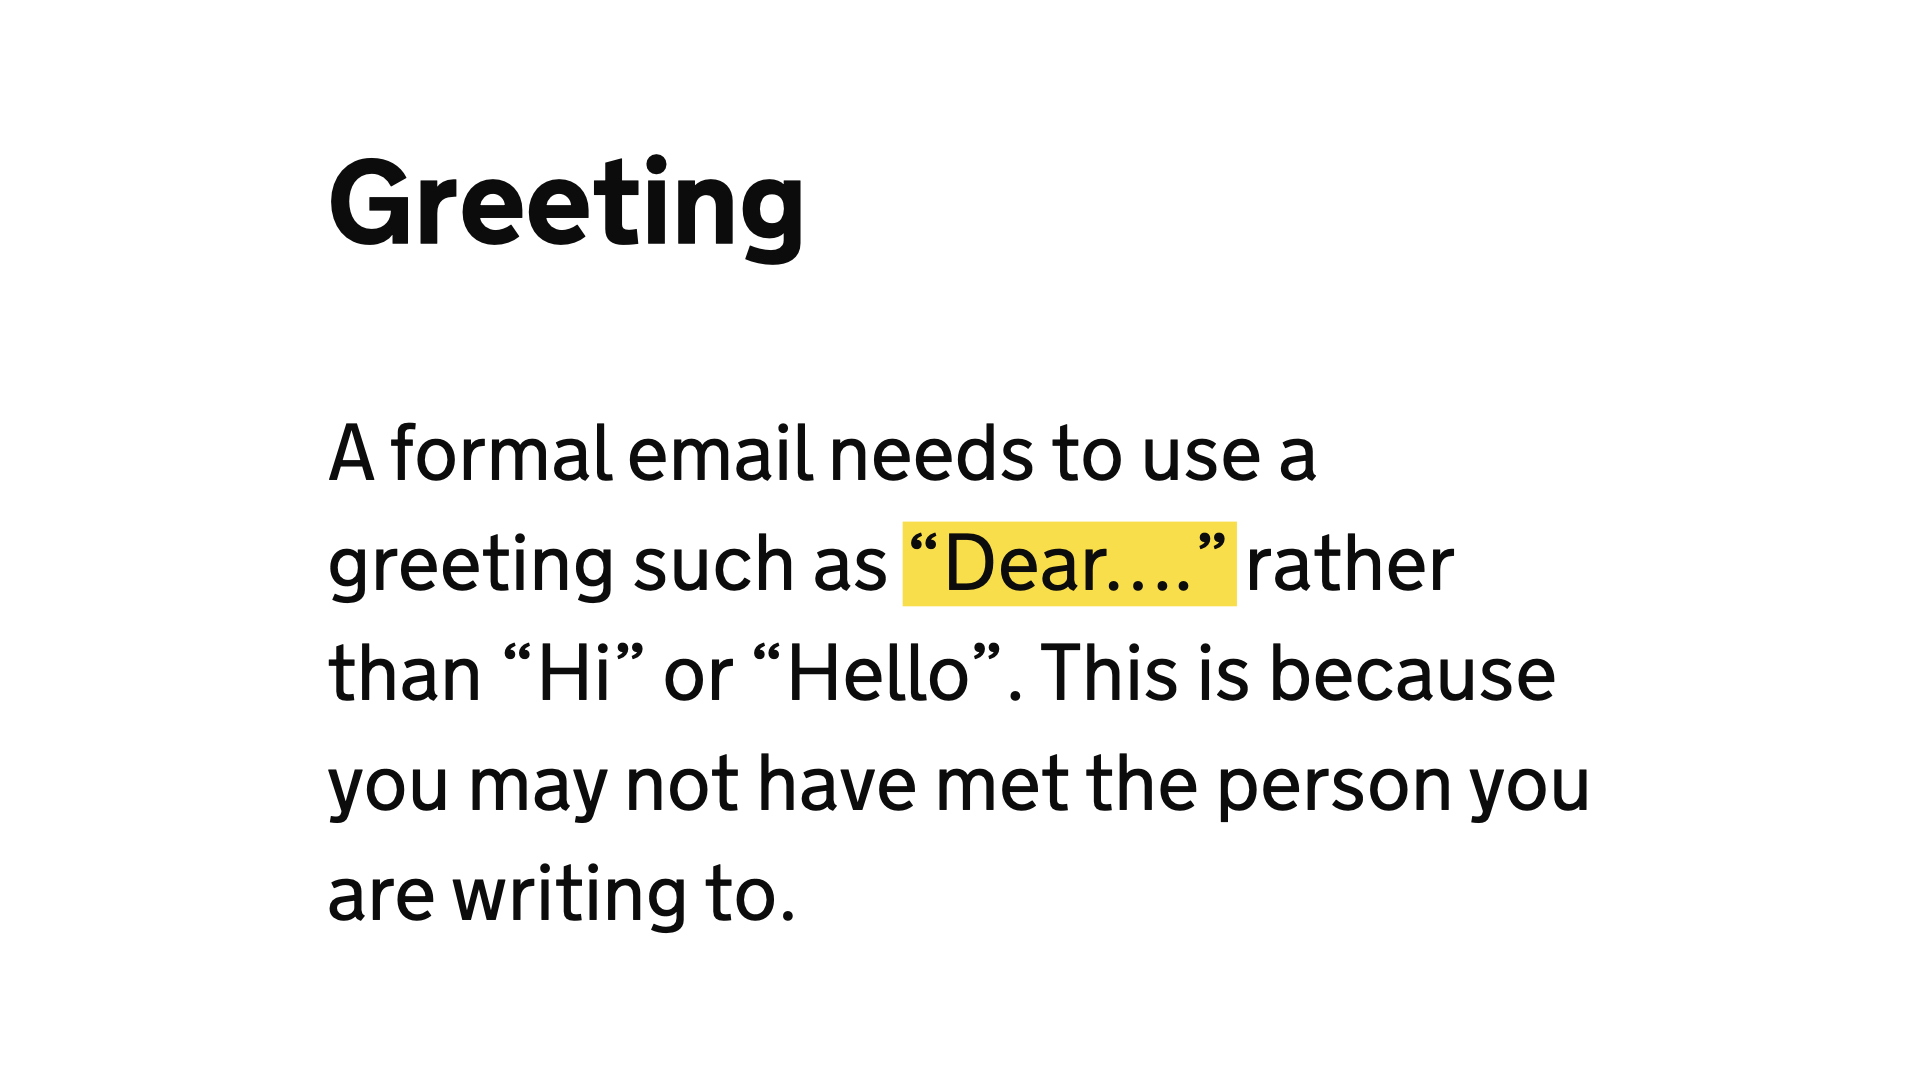 Greeting
A formal email needs to use a
greeting such as “Dear....” rather
than “Hi” or “Hello”. This is because
you may not have met the person you
are writing to.